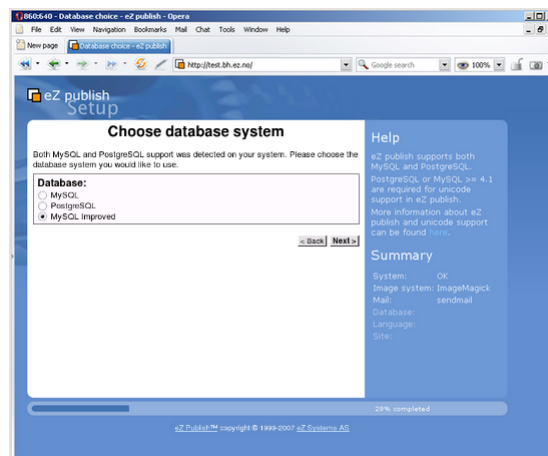 860:640 - Database choice - eZ publish - Opera
File Edit View Navigation Bookmarks Mail Chat Tools Window Help
New page Database choice - eZ publish
http://test.bh.ez.no/ Google search 100%
eZ publish
Setup
Choose database system
Both MySQL and PostgreSQL support was detected on your system. Please choose the
database system you would like to use.
Database:
MySQL
PostgreSQL
MySQL Improved
< Back Next >
Help
eZ publish supports both
MySQL and PostgreSQL.
PostgreSQL or MySQL >= 4.1
are required for unicode
support in eZ publish.
More information about eZ
publish and unicode support
can be found here.
Summary
System: OK
Image system: ImageMagick
Mail: sendmail
Database:
Language:
Site:
28% completed
eZ Publish™ copyright © 1999-2007 eZ Systems AS